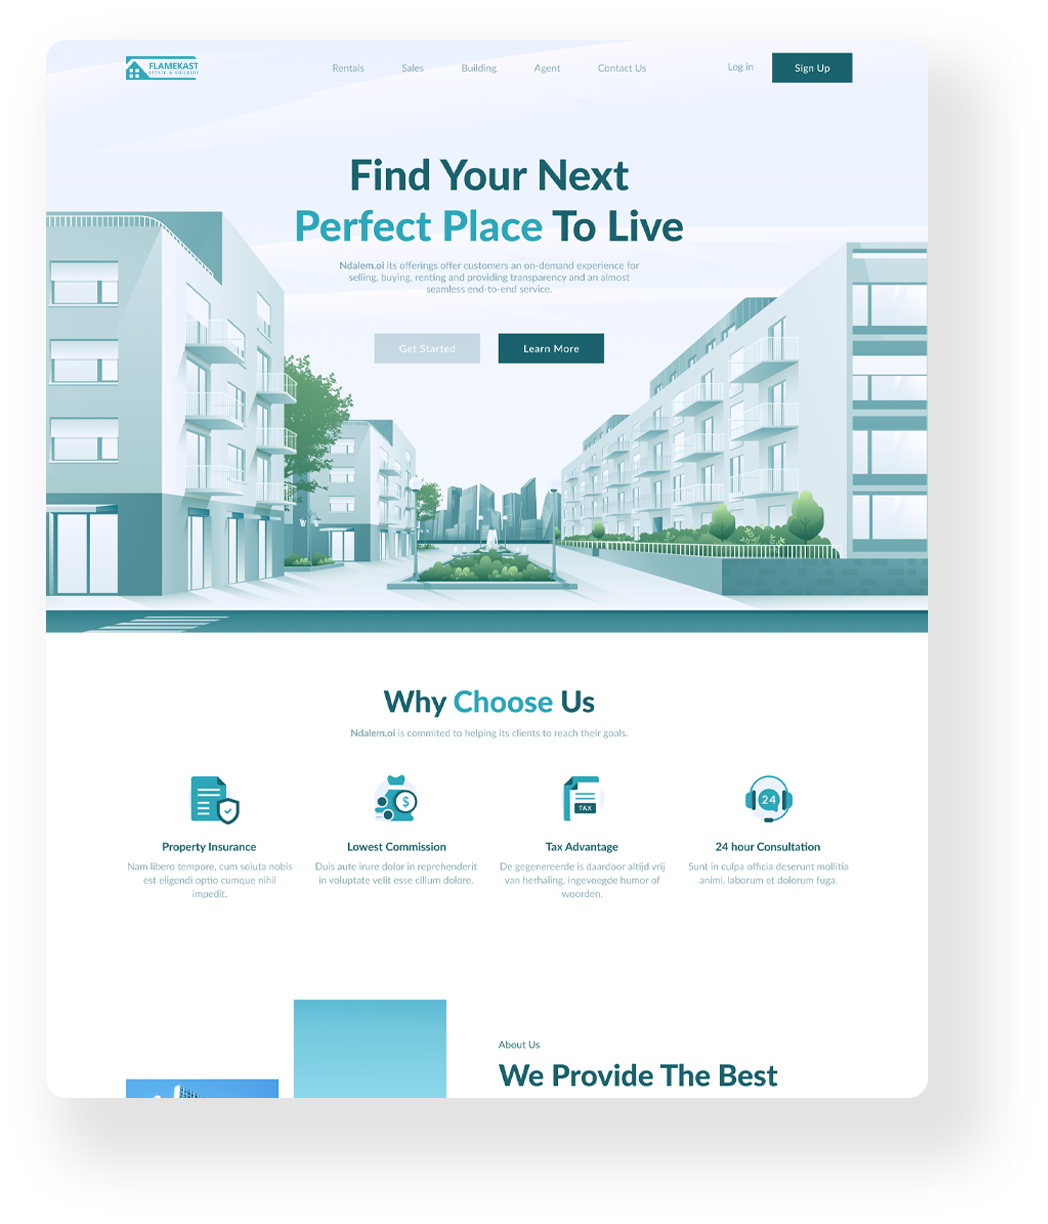 FLAMEKAST
ESTATE & BUILDERS
Rentals
Sales
Building
Agent
Contact Us
Log in
Sign Up
Find Your Next
Perfect Place To Live
Ndalem.oi its offerings offer customers an on-demand experience for
selling, buying, renting and providing transparency and an almost
seamless end-to-end service.
Get Started
Learn More
Why Choose Us
Ndalem.oi is commited to helping its clients to reach their goals.
$
TAX
24
Property Insurance
Nam libero tempore, cum soluta nobis
est eligendi optio cumque nihil
impedit.
Lowest Commission
Duis aute irure dolor in reprehenderit
in voluptate velit esse cillum dolore.
Tax Advantage
De gegenereerde is daardoor altijd vrij
van herhaling, ingevoegde humor of
woorden.
24 hour Consultation
Sunt in culpa officia deserunt mollitia
animi, laborum et dolorum fuga.
About Us
We Provide The Best